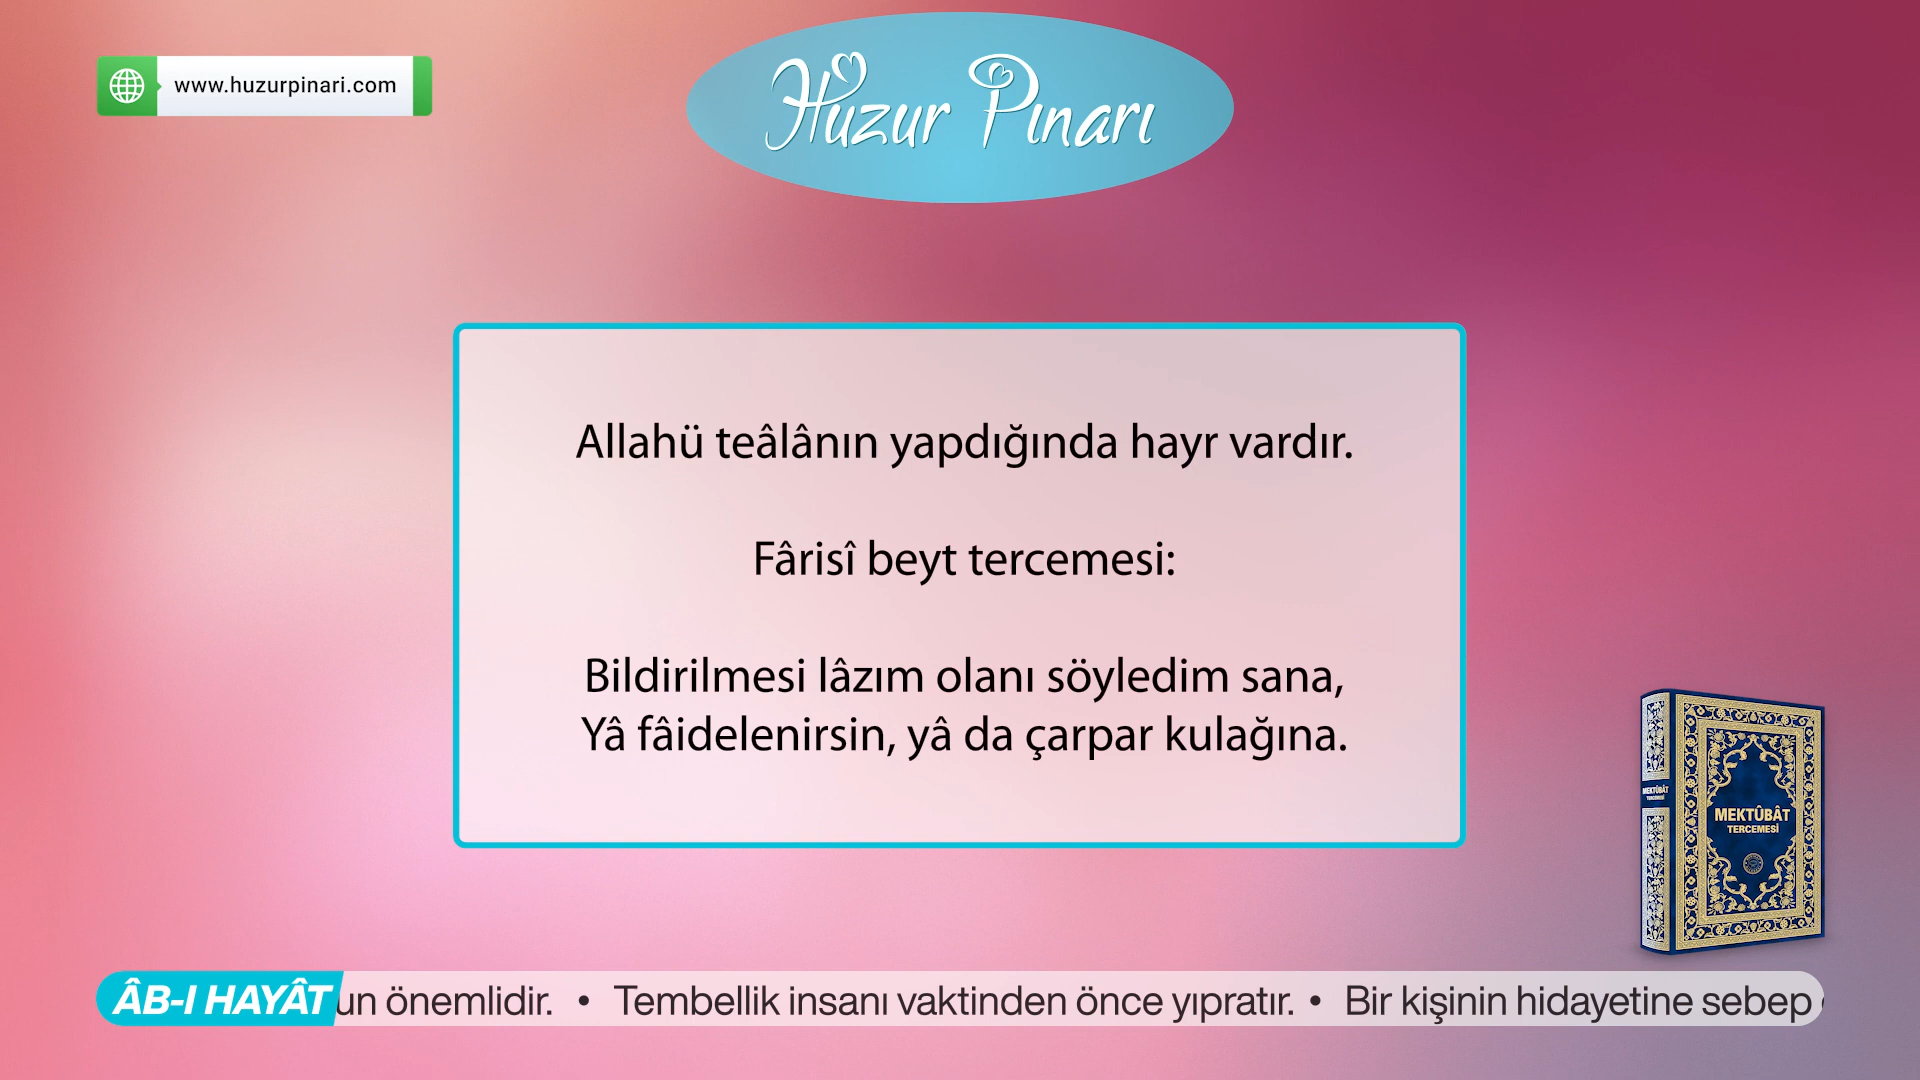 www.huzurpinari.com
Huzur Pınarı
Allahü teâlânın yapdığında hayr vardır.
Fârisî beyt tercemesi:
Bildirilmesi lâzım olanı söyledim sana,
Yâ fâidelenirsin, yâ da çarpar kulağına.
MEKTÛBÂT
TERCEMESİ
MEKTÛBÂT
TERCEMESİ
ÂB-I HAYÂT un önemlidir. • Tembellik insanı vaktinden önce yıpratır. • Bir kişinin hidayetine sebep